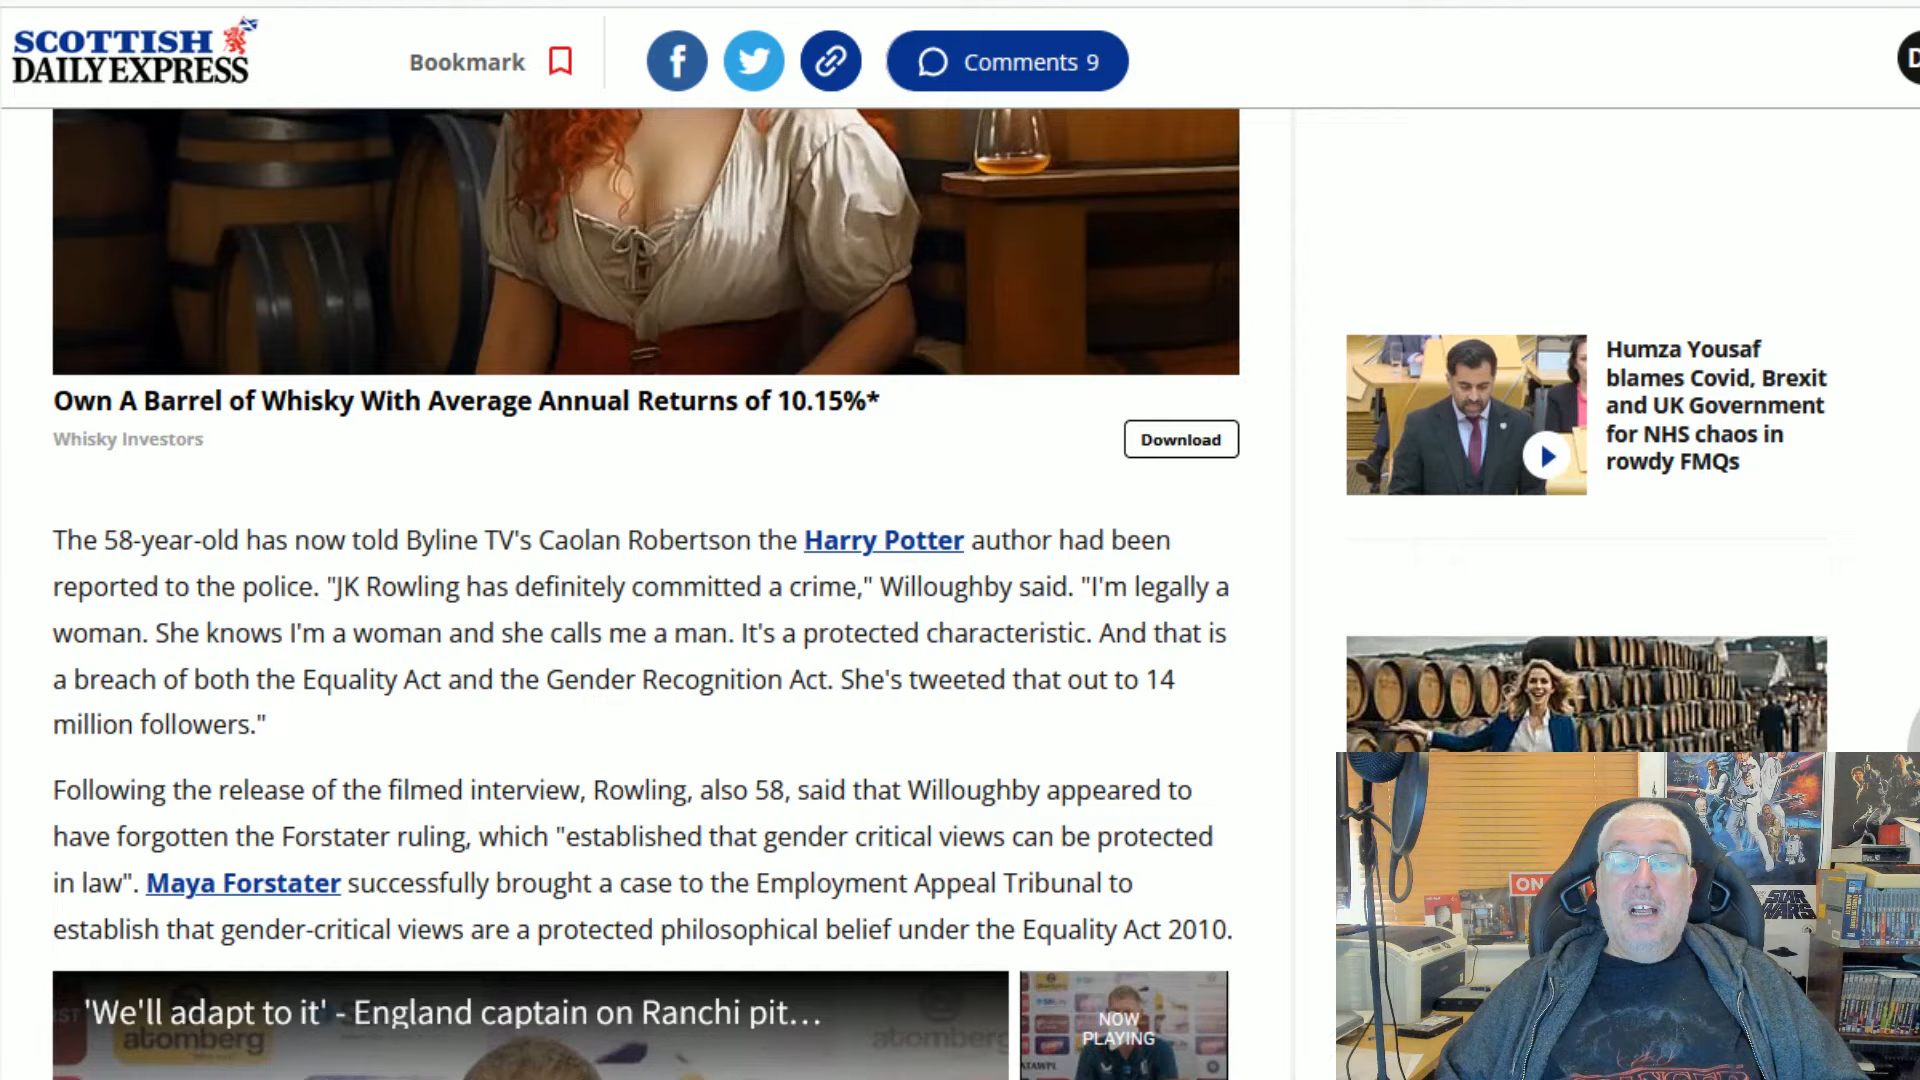 SCOTTISH
DAILY EXPRESS
Bookmark
Comments 9
Own A Barrel of Whisky With Average Annual Returns of 10.15%*
Whisky Investors
Download
The 58-year-old has now told Byline TV's Caolan Robertson the Harry Potter author had been
reported to the police. "JK Rowling has definitely committed a crime," Willoughby said. "I'm legally a
woman. She knows I'm a woman and she calls me a man. It's a protected characteristic. And that is
a breach of both the Equality Act and the Gender Recognition Act. She's tweeted that out to 14
million followers."
Following the release of the filmed interview, Rowling, also 58, said that Willoughby appeared to
have forgotten the Forstater ruling, which "established that gender critical views can be protected
in law". Maya Forstater successfully brought a case to the Employment Appeal Tribunal to
establish that gender-critical views are a protected philosophical belief under the Equality Act 2010.
'We'll adapt to it' - England captain on Ranchi pit...
atomberg
atomberg
NOW
PLAYING
Humza Yousaf
blames Covid, Brexit
and UK Government
for NHS chaos in
rowdy FMQs
ON
STAR
WARS